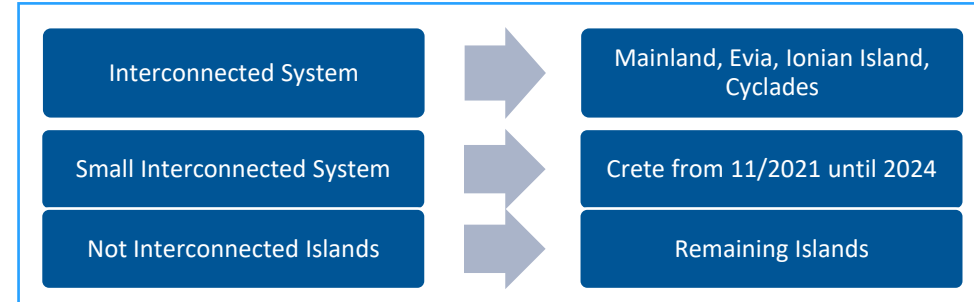 Interconnected System
Mainland, Evia, Ionian Island,
Cyclades
Small Interconnected System
Crete from 11/2021 until 2024
Not Interconnected Islands
Remaining Islands